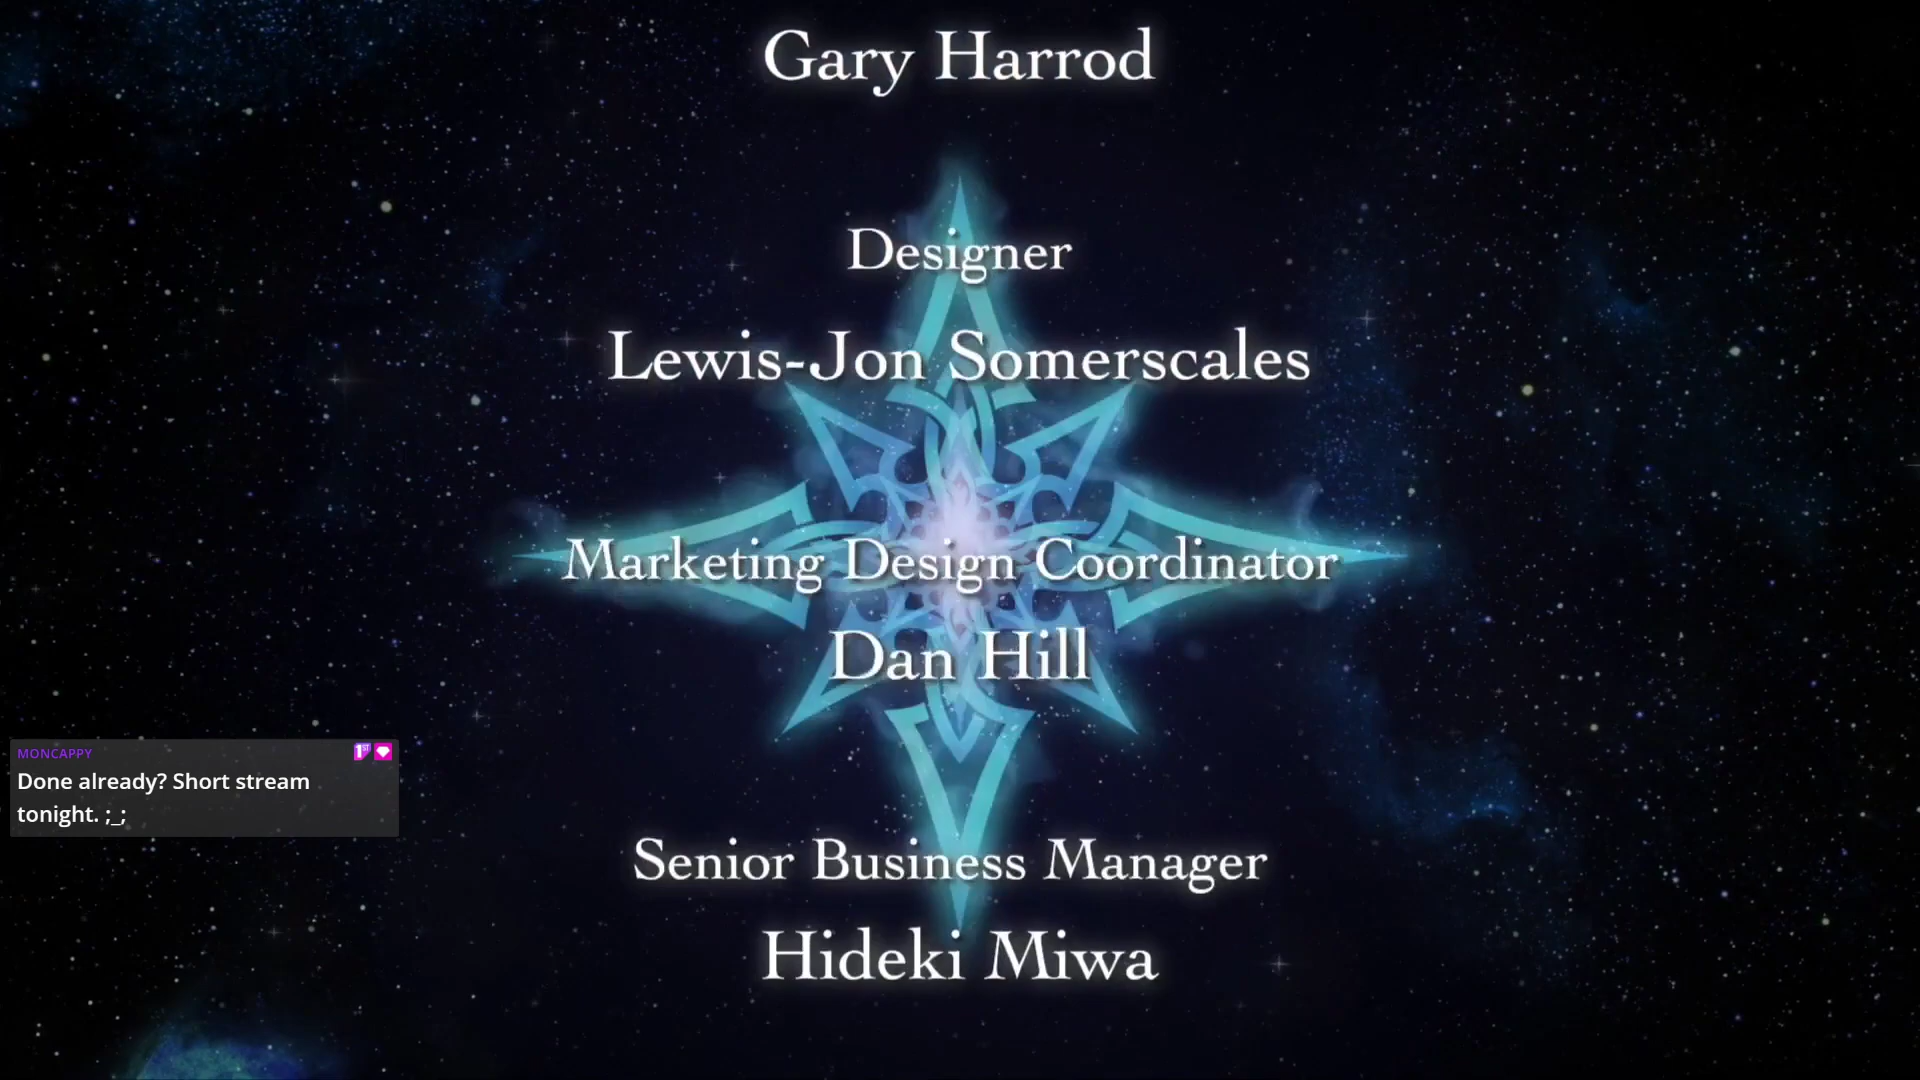 Gary Harrod
Designer
Lewis-Jon Somerscales
Marketing Design Coordinator
Dan Hill
MONCAPPY 1ST
Done already? Short stream
tonight. ;_;
Senior Business Manager
Hideki Miwa